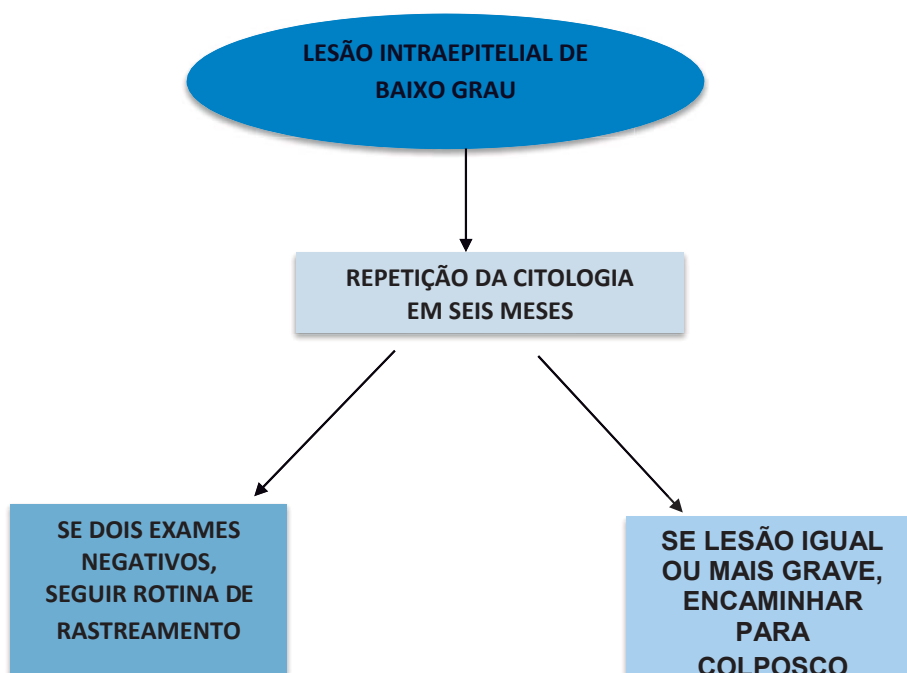 LESÃO INTRAEPITELIAL DE
BAIXO GRAU
REPETIÇÃO DA CITOLOGIA
EM SEIS MESES
SE DOIS EXAMES
NEGATIVOS,
SEGUIR ROTINA DE
RASTREAMENTO
SE LESÃO IGUAL
OU MAIS GRAVE,
ENCAMINHAR
PARA
COLPOSCO